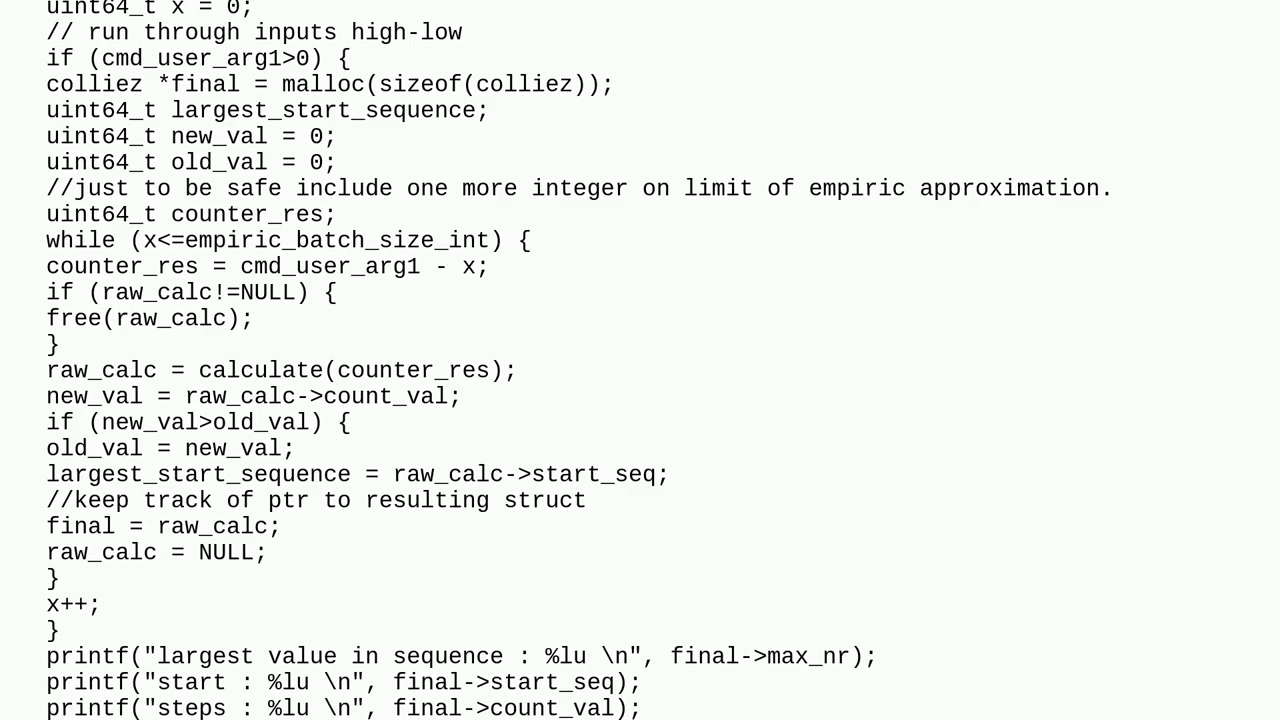 uint64_t x = 0;
// run through inputs high-low
if (cmd_user_arg1>0) {
colliez *final = malloc(sizeof(colliez));
uint64_t largest_start_sequence;
uint64_t new_val = 0;
uint64_t old_val = 0;
//just to be safe include one more integer on limit of empiric approximation.
uint64_t counter_res;
while (x<=empiric_batch_size_int) {
counter_res = cmd_user_arg1 - x;
if (raw_calc!=NULL) {
free(raw_calc);
}
raw_calc = calculate(counter_res);
new_val = raw_calc->count_val;
if (new_val>old_val) {
old_val = new_val;
largest_start_sequence = raw_calc->start_seq;
//keep track of ptr to resulting struct
final = raw_calc;
raw_calc = NULL;
}
x++;
}
printf("largest value in sequence : %lu \n", final->max_nr);
printf("start : %lu \n", final->start_seq);
printf("steps : %lu \n", final->count_val);